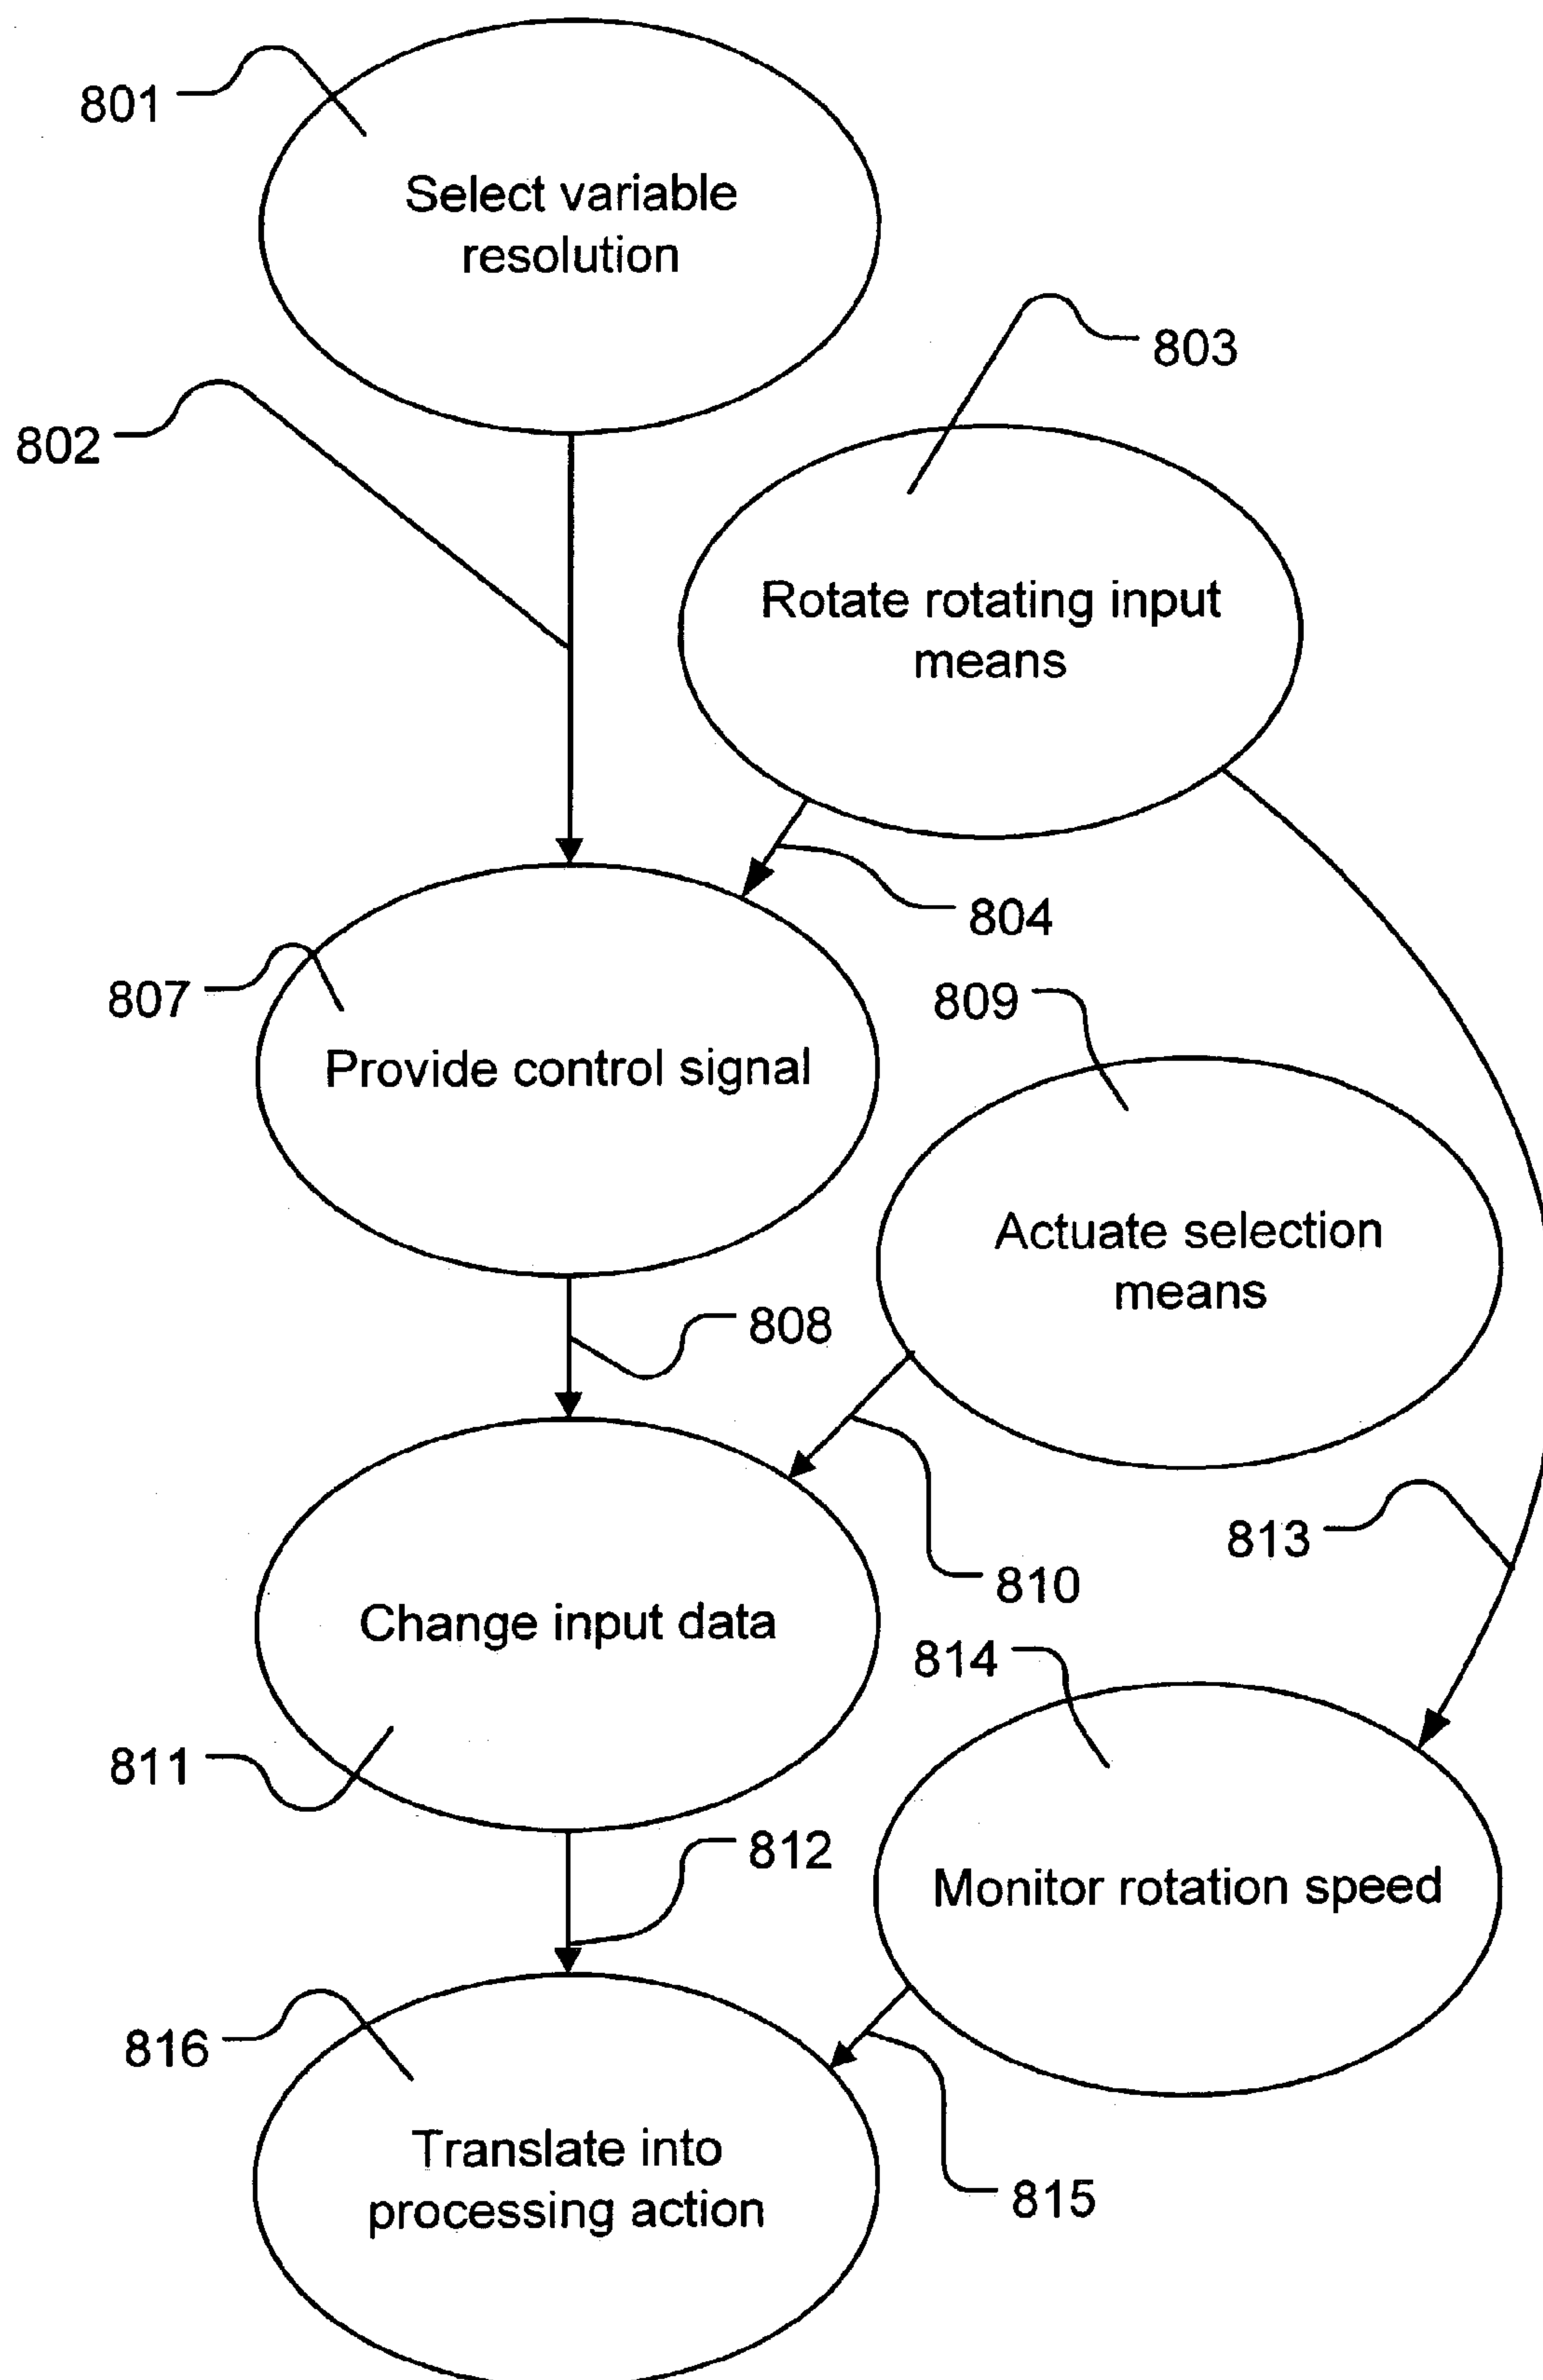 801
Select variable
resolution
803
802
Rotate rotating input
means
804
807
809
Provide control signal
Actuate selection
means
808
813
810
Change input data
814
811
812
Monitor rotation speed
816
Translate into
processing action
815